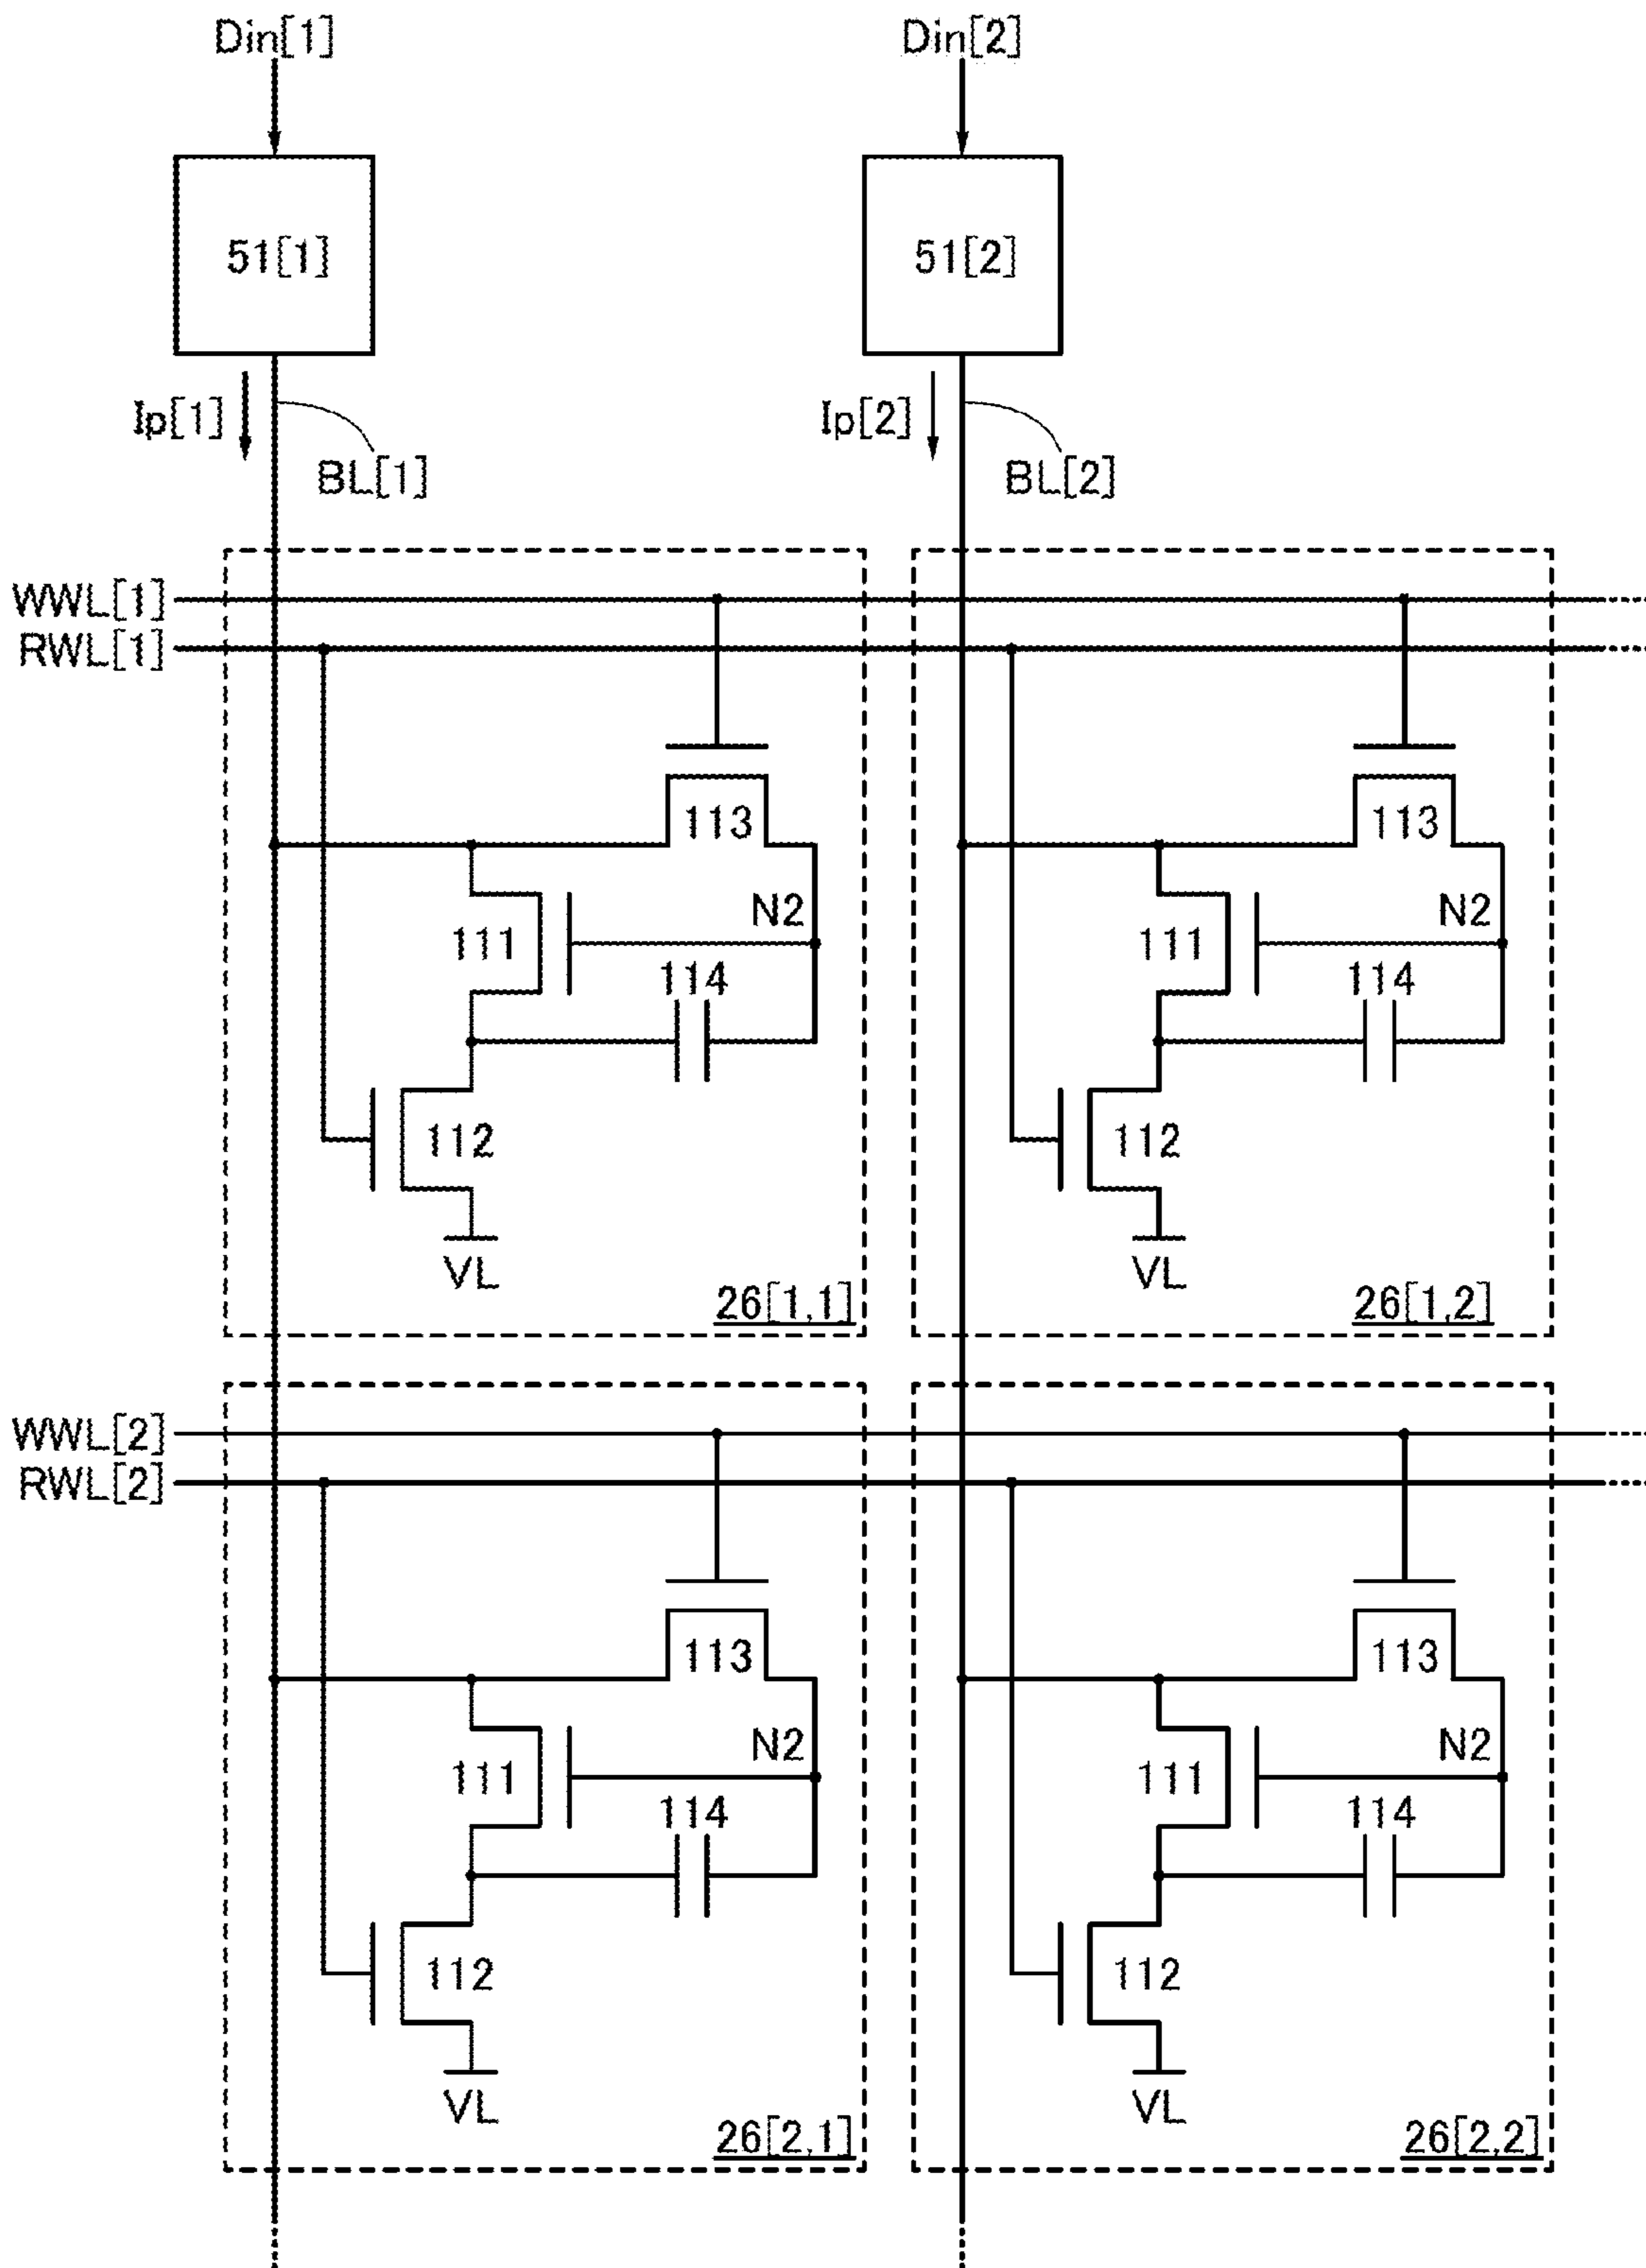 Din[1] Din[2]
51[1] 51[2]
Ip[1] Ip[2]
BL[1] BL[2]
WWL[1]
RWL[1]
113 113
N2 N2
111 111
114 114
112 112
VL VL
26[1,1] 26[1,2]
WWL[2]
RWL[2]
113 113
N2 N2
111 111
114 114
112 112
VL VL
26[2,1] 26[2,2]